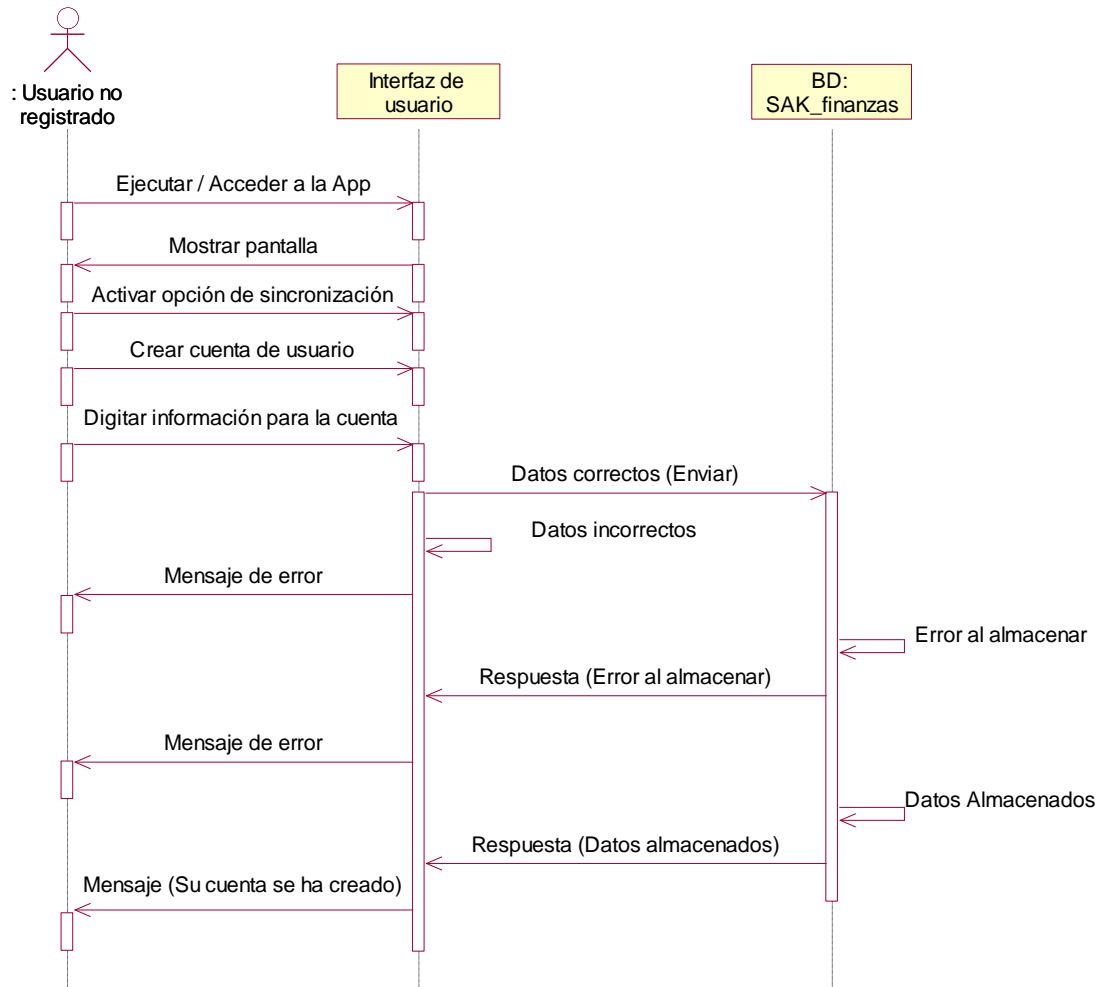 : Usuario no
registrado
Interfaz de
usuario
BD:
SAK_finanzas
Ejecutar / Acceder a la App
Mostrar pantalla
Activar opción de sincronización
Crear cuenta de usuario
Digitar información para la cuenta
Datos correctos (Enviar)
Datos incorrectos
Mensaje de error
Error al almacenar
Respuesta (Error al almacenar)
Mensaje de error
Datos Almacenados
Respuesta (Datos almacenados)
Mensaje (Su cuenta se ha creado)